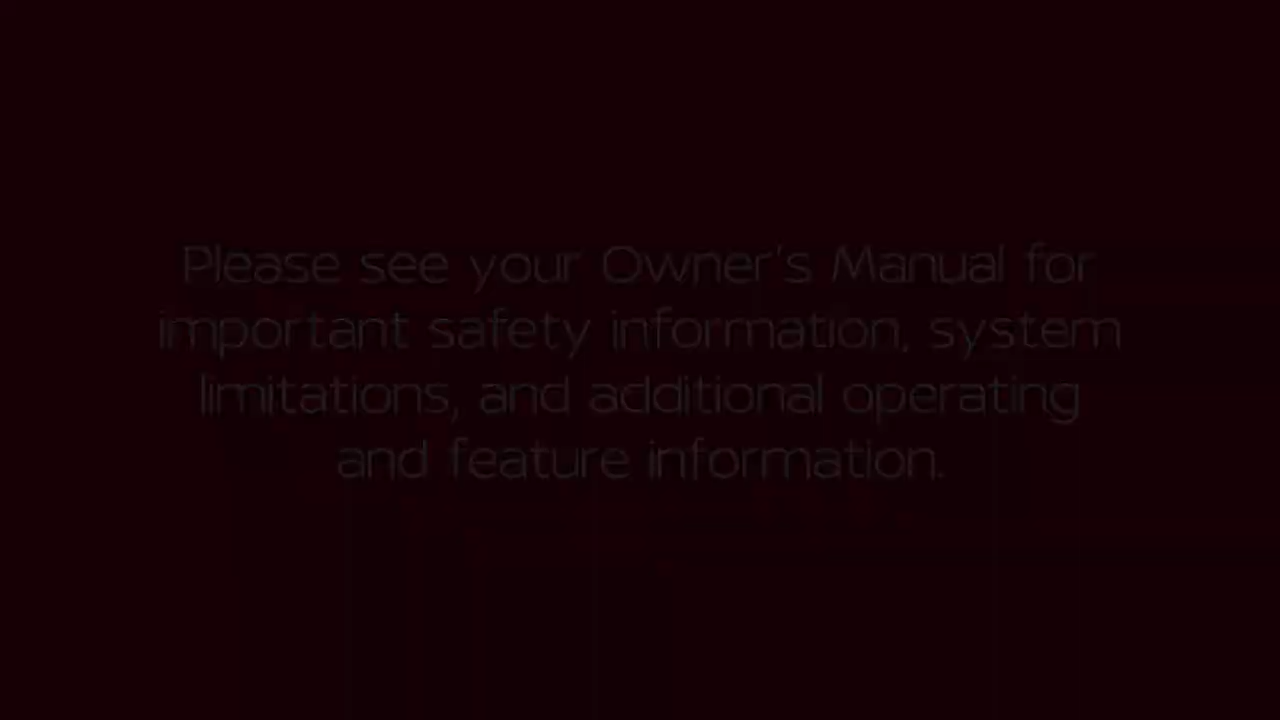 Please see your Owner's Manual for
important safety information, system
limitations, and additional operating
and feature information.